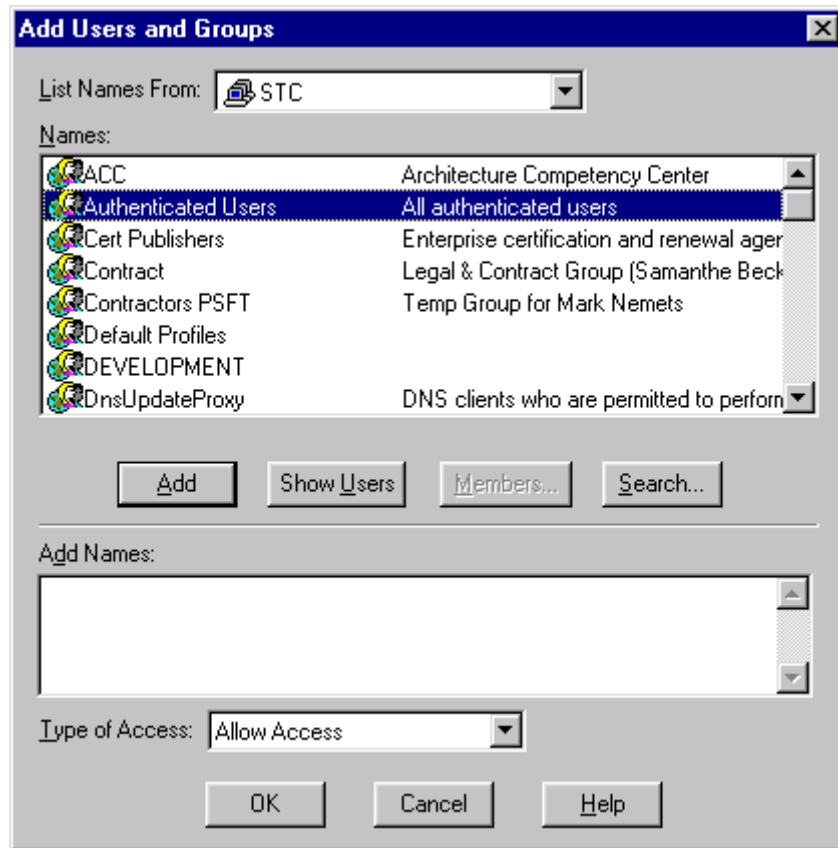 Add Users and Groups
List Names From: STC
Names:
ACC Architecture Competency Center
Authenticated Users All authenticated users
Cert Publishers Enterprise certification and renewal ager
Contract Legal & Contract Group (Samanthe Beck
Contractors PSFT Temp Group for Mark Nemets
Default Profiles
DEVELOPMENT
DnsUpdateProxy DNS clients who are permitted to perform
Add Show Users Members... Search...
Add Names:
Type of Access: Allow Access
OK Cancel Help